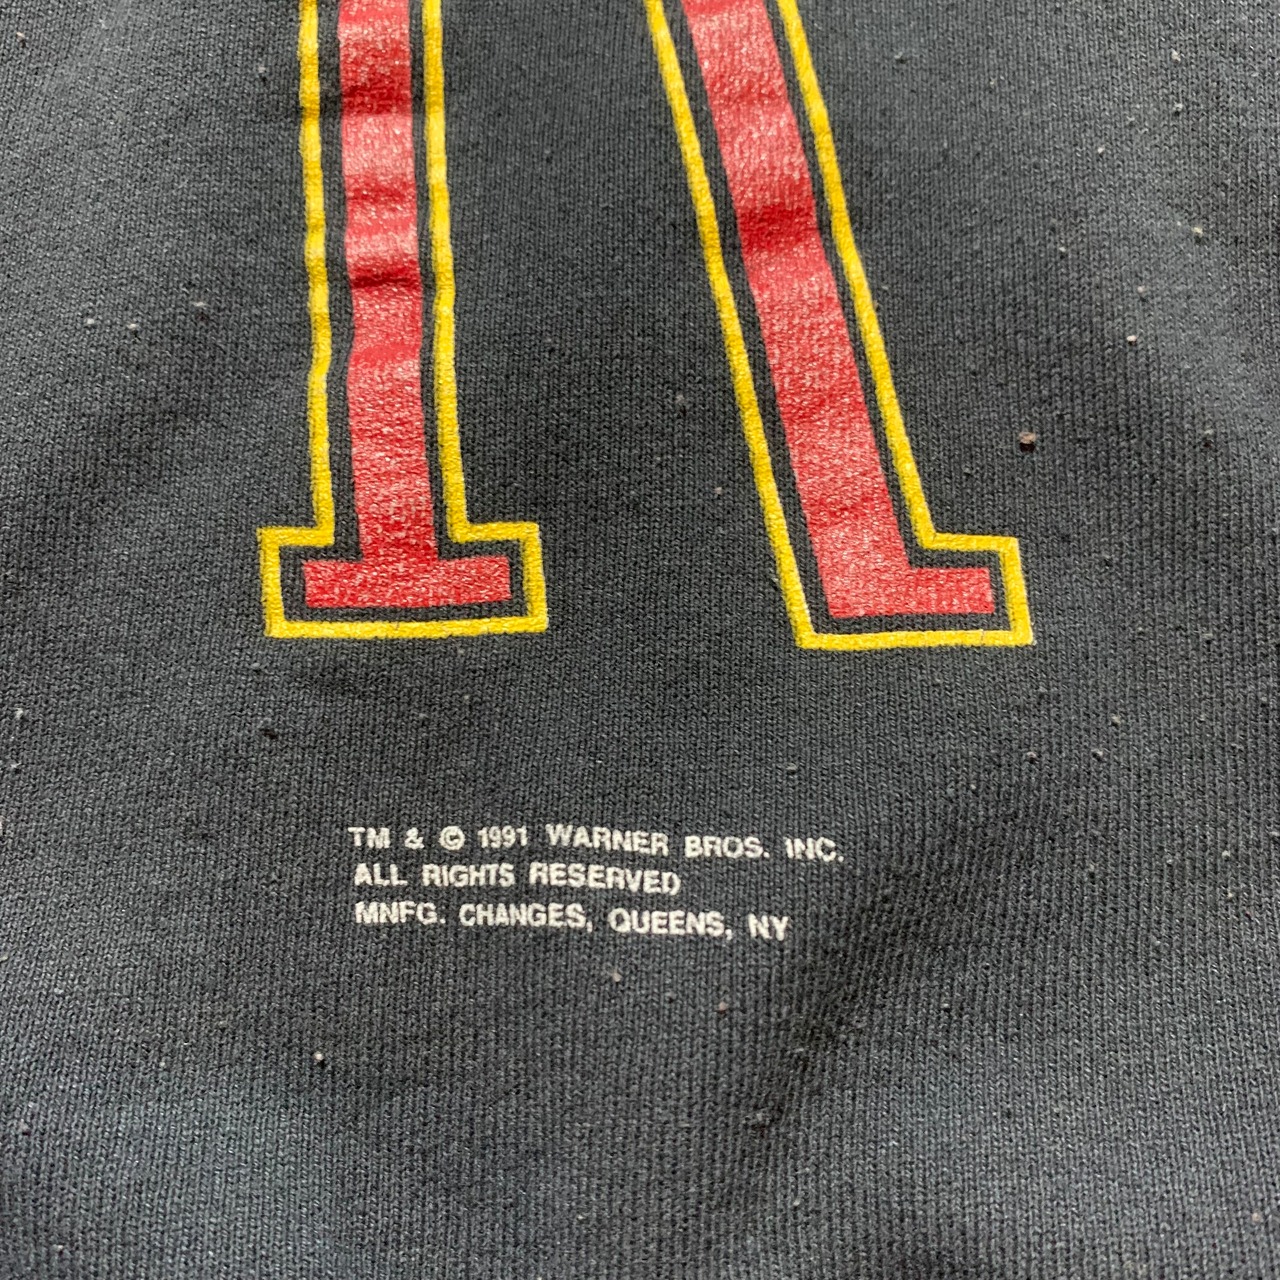 TM & © 1991 WARNER BROS. INC.
ALL RIGHTS RESERVED
MNFG. CHANGES, QUEENS, NY